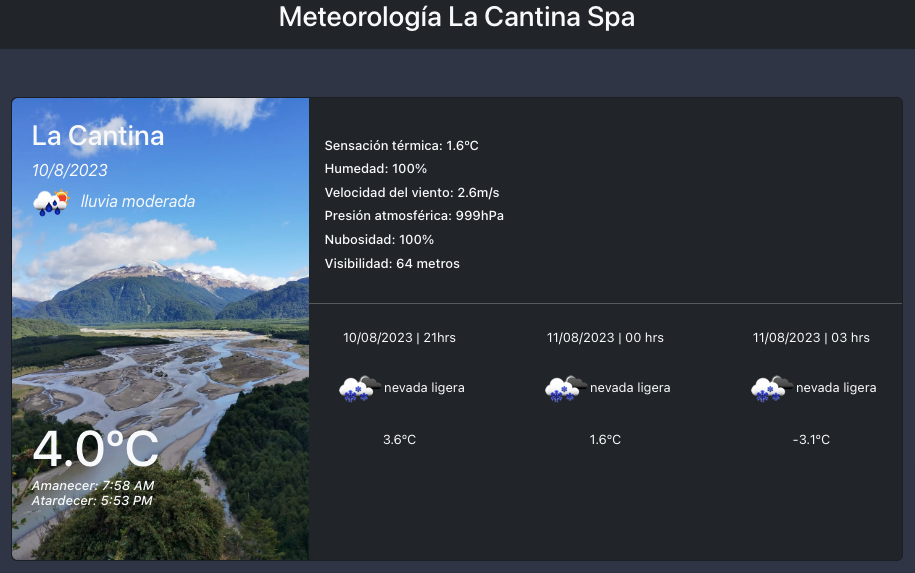 Meteorología La Cantina Spa
La Cantina
10/8/2023
lluvia moderada
4.0°C
Amanecer: 7:58 AM
Atardecer: 5:53 PM
Sensación térmica: 1.6°C
Humedad: 100%
Velocidad del viento: 2.6m/s
Presión atmosférica: 999hPa
Nubosidad: 100%
Visibilidad: 64 metros
10/08/2023 | 21hrs
nevada ligera
3.6°C
11/08/2023 | 00 hrs
nevada ligera
1.6°C
11/08/2023 | 03 hrs
nevada ligera
-3.1°C